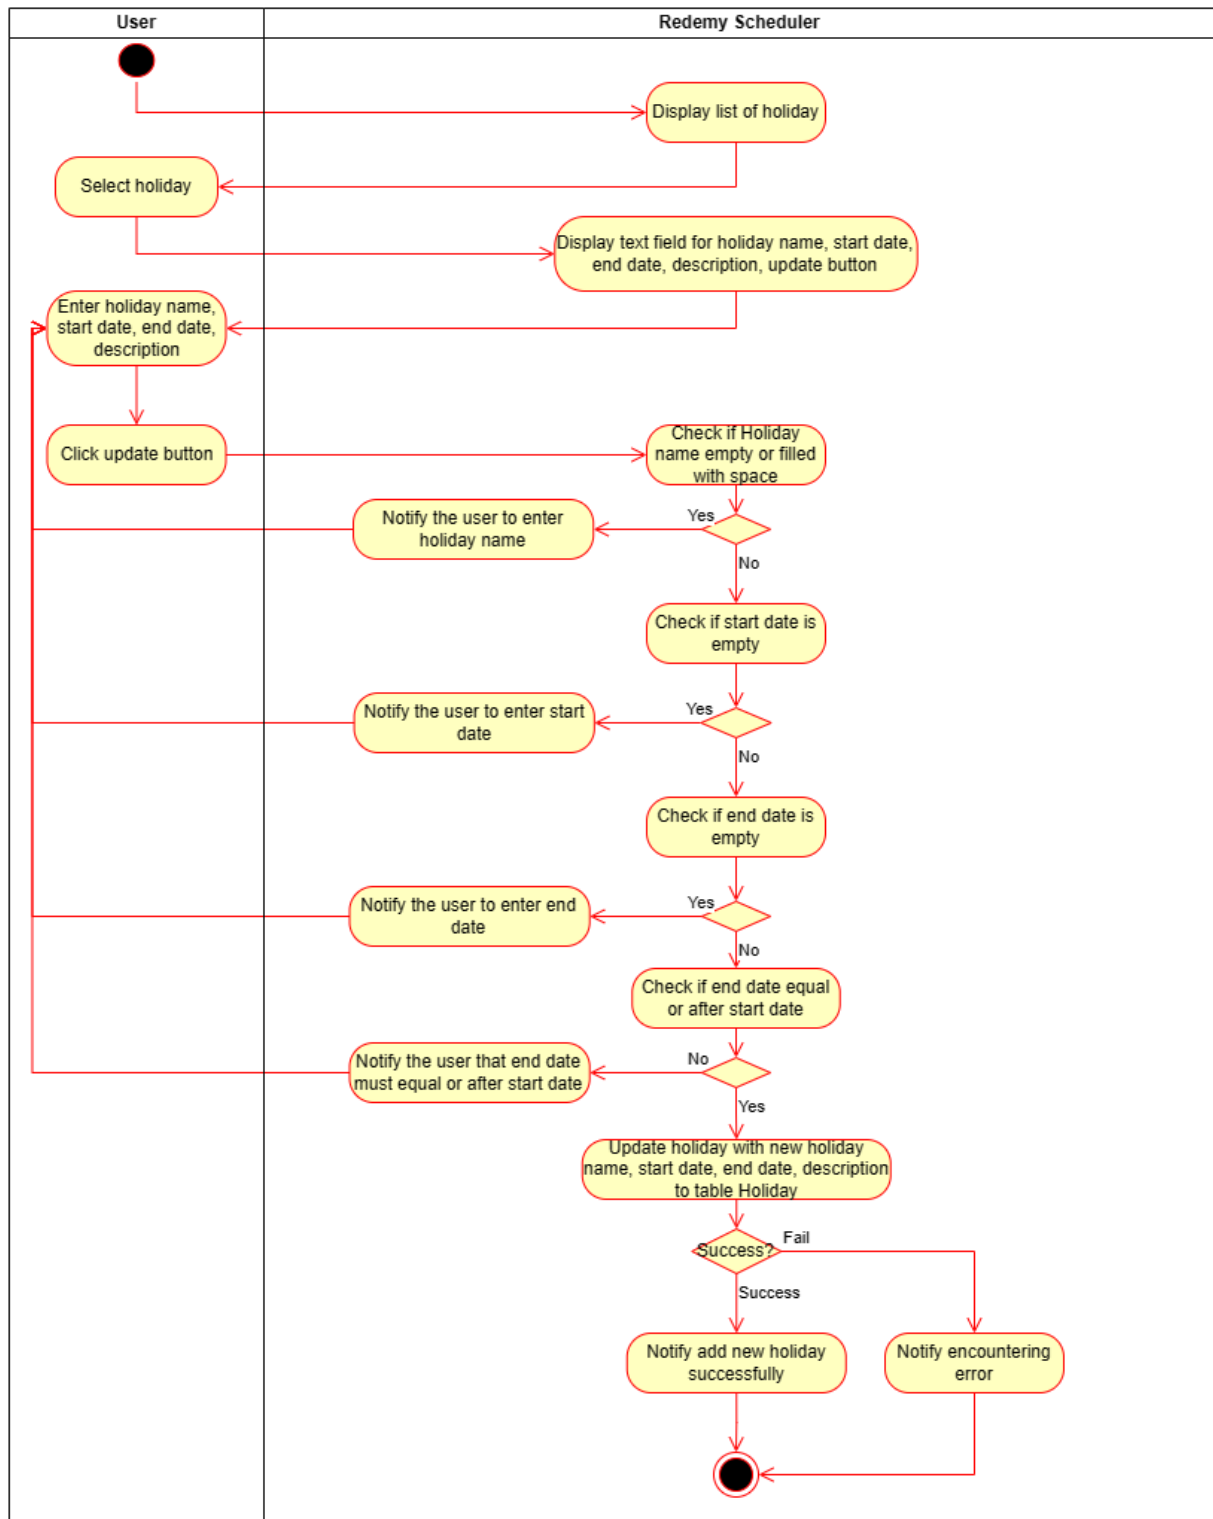 User
Redemy Scheduler
Display list of holiday
Select holiday
Display text field for holiday name, start date,
end date, description, update button
Enter holiday name,
start date, end date,
description
Click update button
Check if Holiday
name empty or filled
with space
Yes
Notify the user to enter
holiday name
No
Check if start date is
empty
Yes
Notify the user to enter start
date
No
Check if end date is
empty
Yes
Notify the user to enter end
date
No
Check if end date equal
or after start date
No
Notify the user that end date
must equal or after start date
Yes
Update holiday with new holiday
name, start date, end date, description
to table Holiday
Success?
Fail
Success
Notify add new holiday
successfully
Notify encountering
error